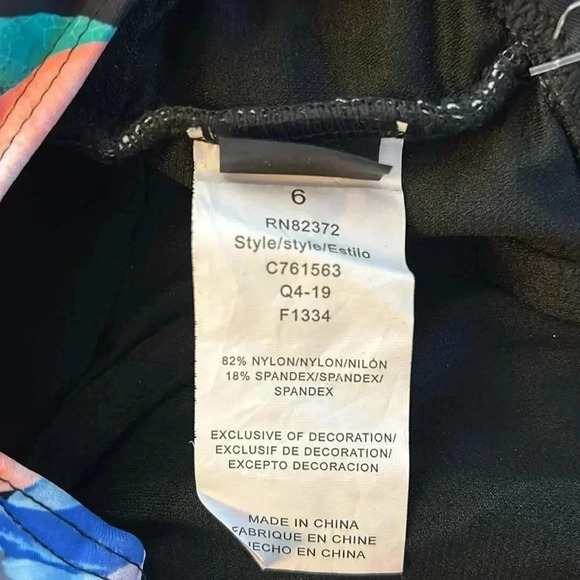 6
RN82372
Style/style/Estilo
C761563
Q4-19
F1334
82% NYLON/NYLON/NILÓN
18% SPANDEX/SPANDEX/
SPANDEX
EXCLUSIVE OF DECORATION/
EXCLUSIF DE DECORATION/
EXCEPTO DECORACION
MADE IN CHINA
FABRIQUE EN CHINE
HECHO EN CHINA